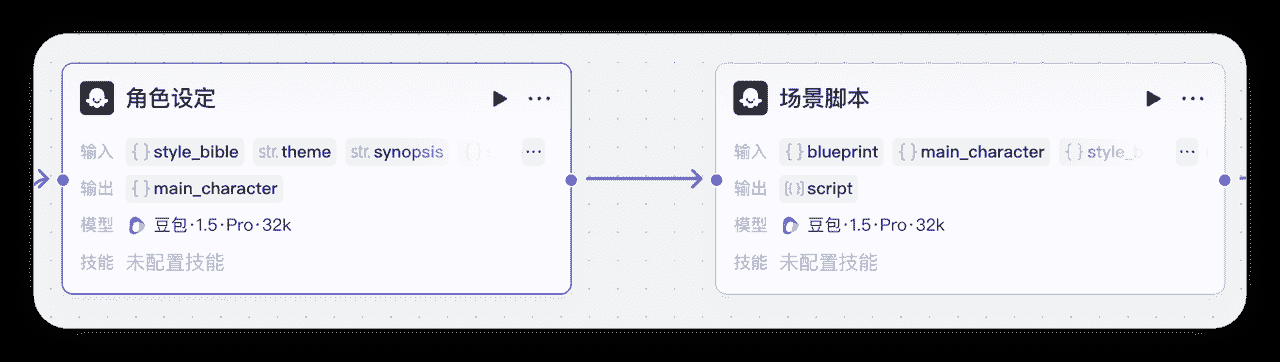 角色设定
输入 { } style_bible str. theme str. synopsis { } ...
输出 { } main_character
模型 豆包·1.5·Pro·32k
技能 未配置技能
场景脚本
输入 { } blueprint { } main_character { } style_b ...
输出 [{}] script
模型 豆包·1.5·Pro·32k
技能 未配置技能